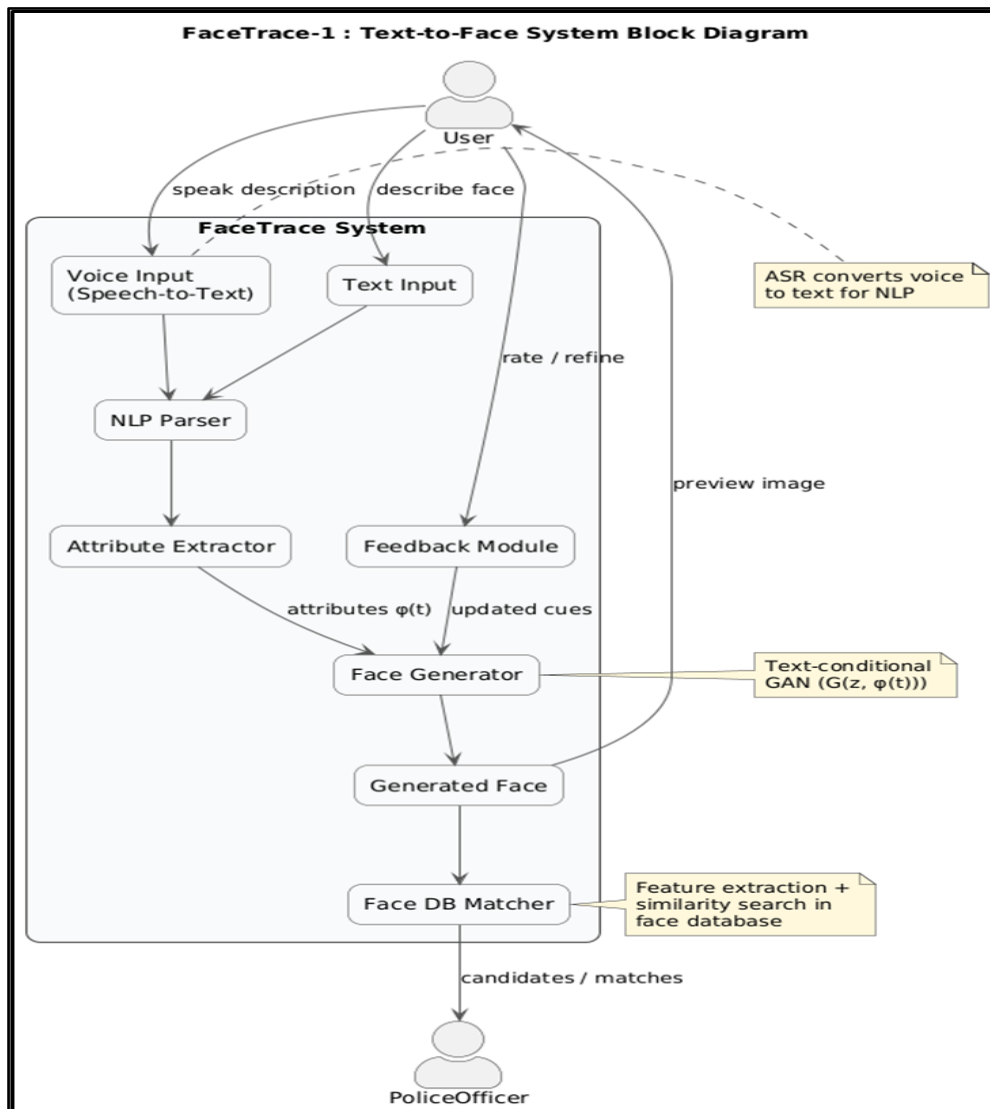 FaceTrace-1 : Text-to-Face System Block Diagram
User
speak description
describe face
FaceTrace System
Voice Input
(Speech-to-Text)
Text Input
ASR converts voice
to text for NLP
rate / refine
NLP Parser
preview image
Attribute Extractor
Feedback Module
attributes φ(t)
updated cues
Face Generator
Text-conditional
GAN (G(z, φ(t)))
Generated Face
Face DB Matcher
Feature extraction +
similarity search in
face database
candidates / matches
PoliceOfficer